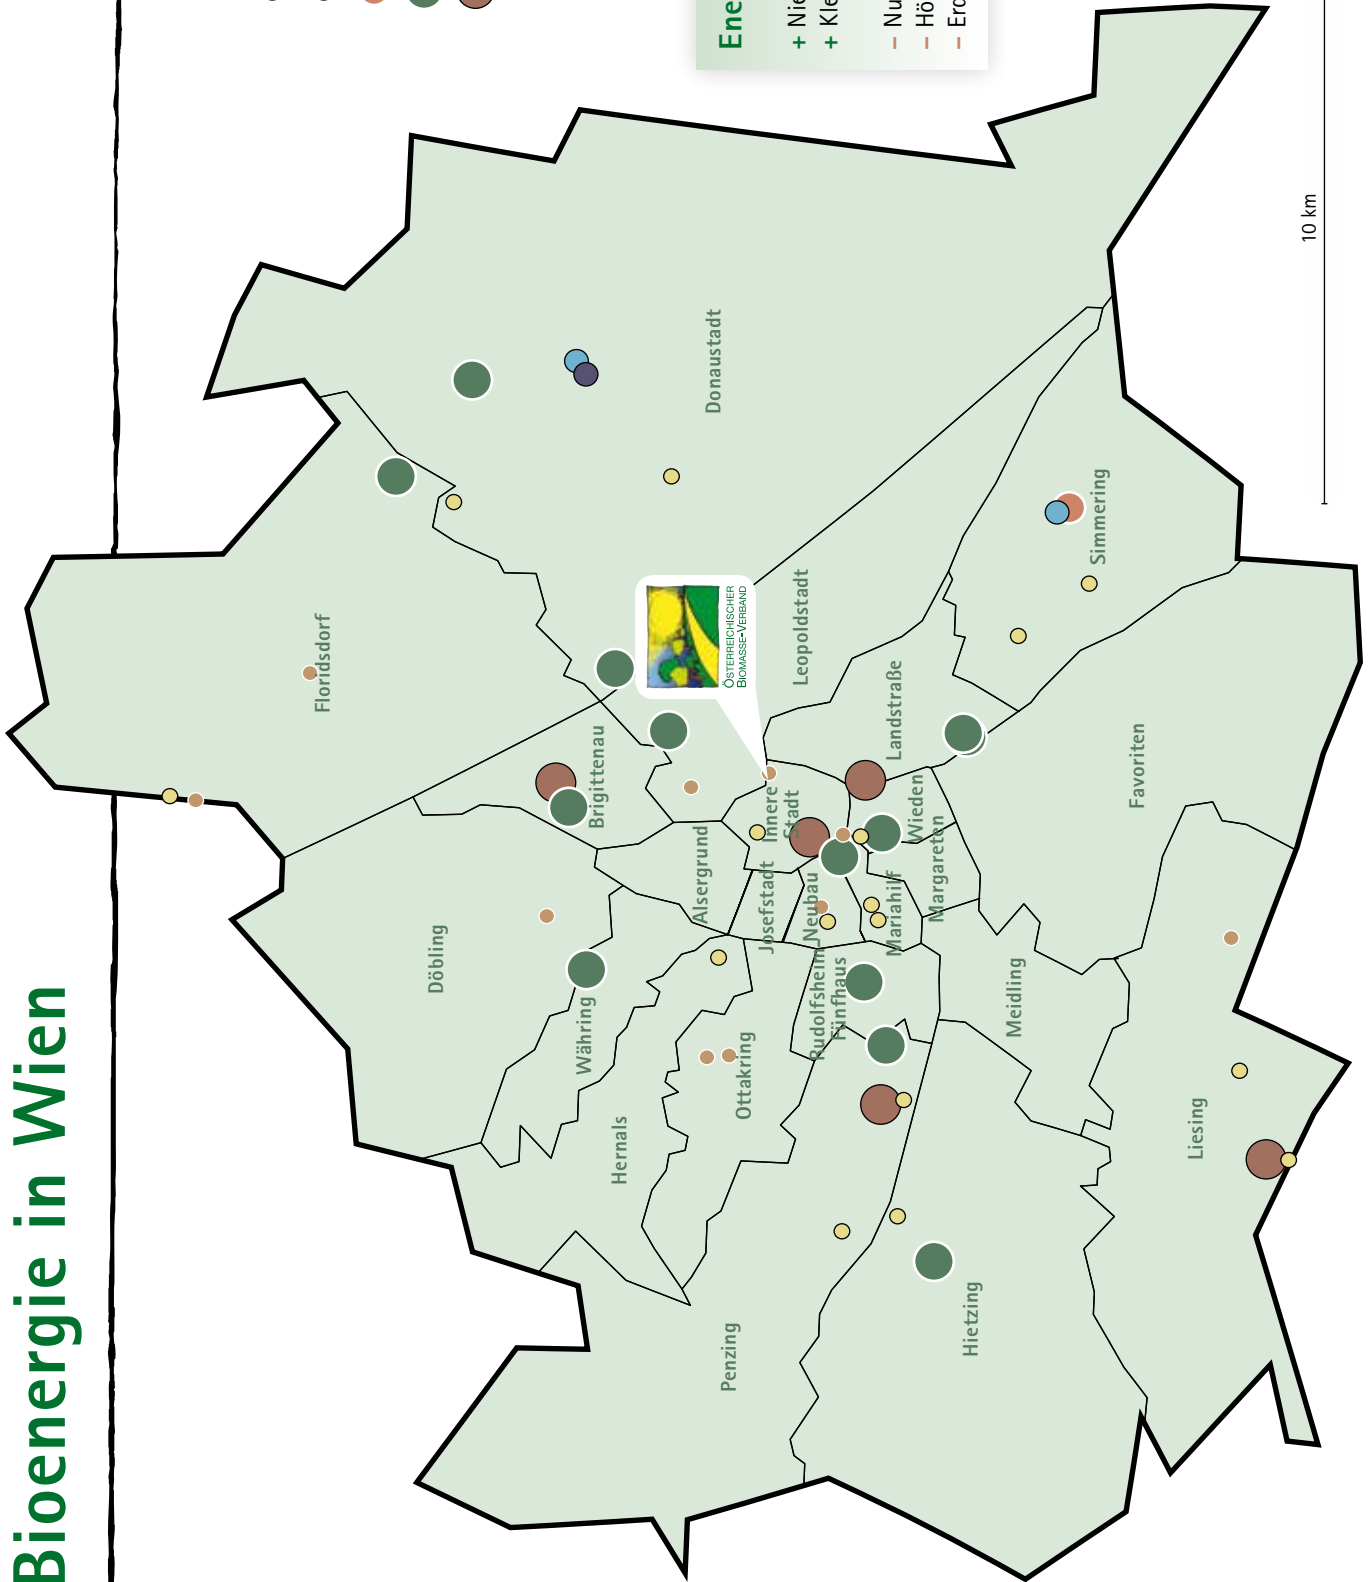 Bioenergie in Wien
Floridsdorf
Donaustadt
Döbling
Brigittenau
Währing
Alsergrund
Leopoldstadt
Hernals
Ottakring
Josefstadt
Innere
Stadt
Neubau
Rudolfsheim
Fünfhaus
Mariahilf
Wieden
Margareten
Landstraße
Simmering
Penzing
Hietzing
Meidling
Favoriten
Liesing
ÖSTERREICHISCHER
BIOMASSE-VERBAND
Ene
+ Nie
+ Kle
– Nu
– Hö
– Erd
10 km